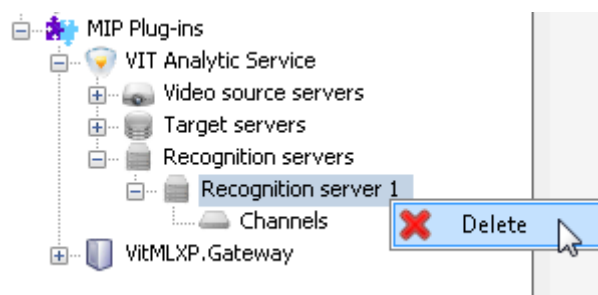 MIP Plug-ins
VIT Analytic Service
Video source servers
Target servers
Recognition servers
Recognition server 1
Channels
Delete
VitMLXP.Gateway